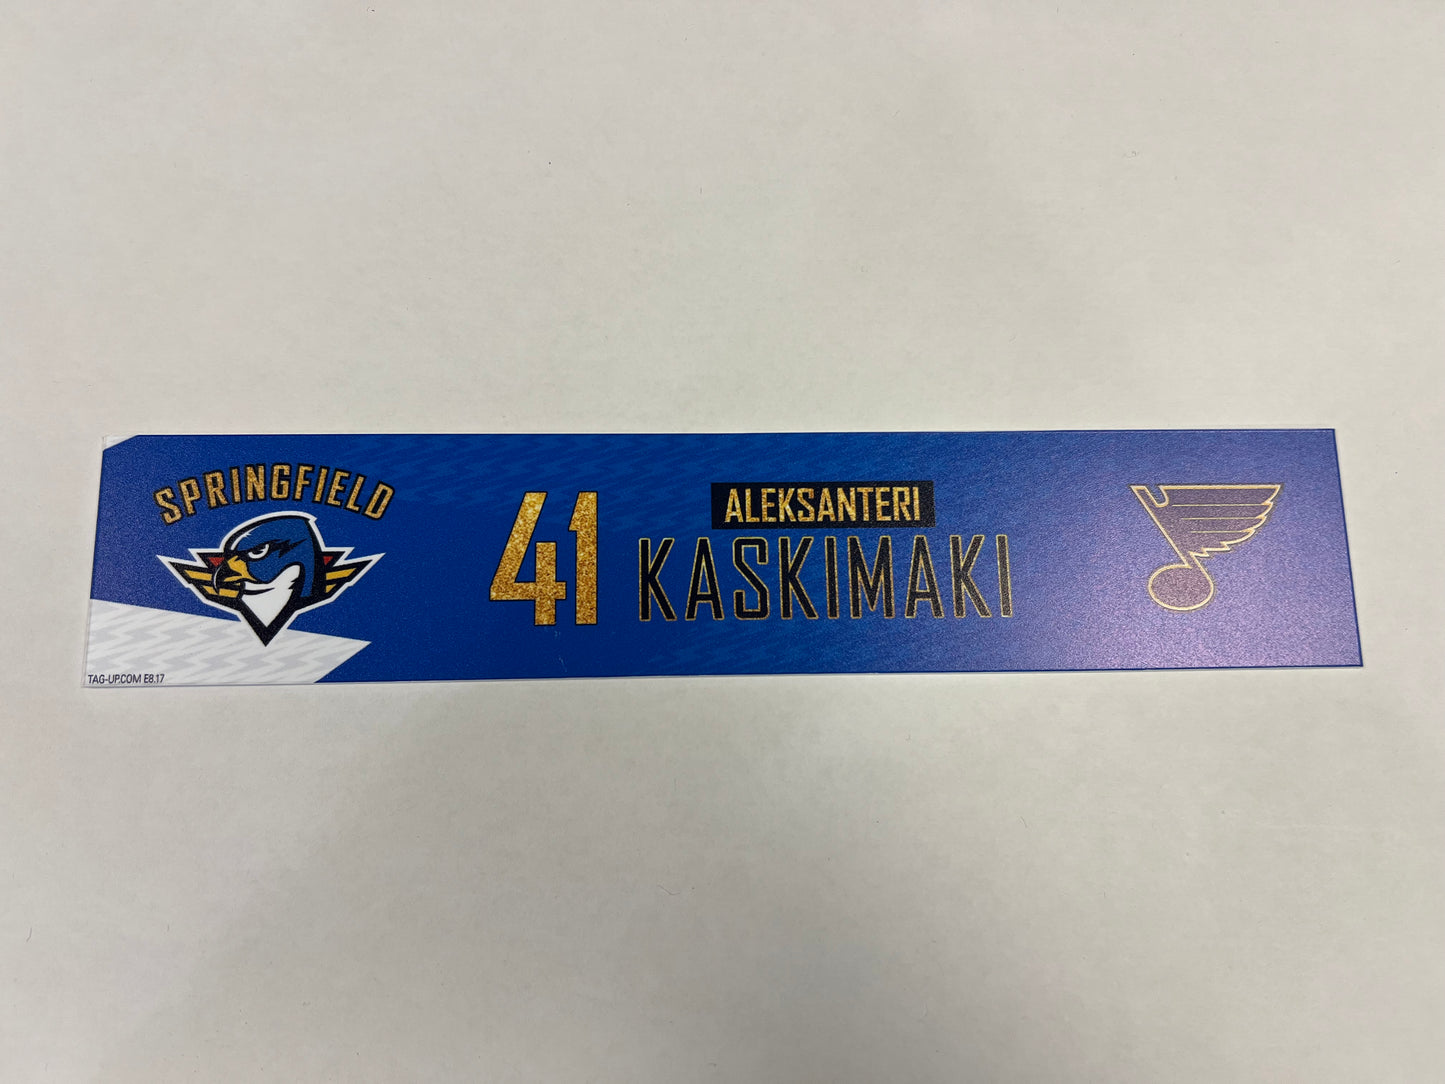 SPRINGFIELD
41
ALEKSANTERI
KASKIMAKI
TAG-UP.COM E8.17